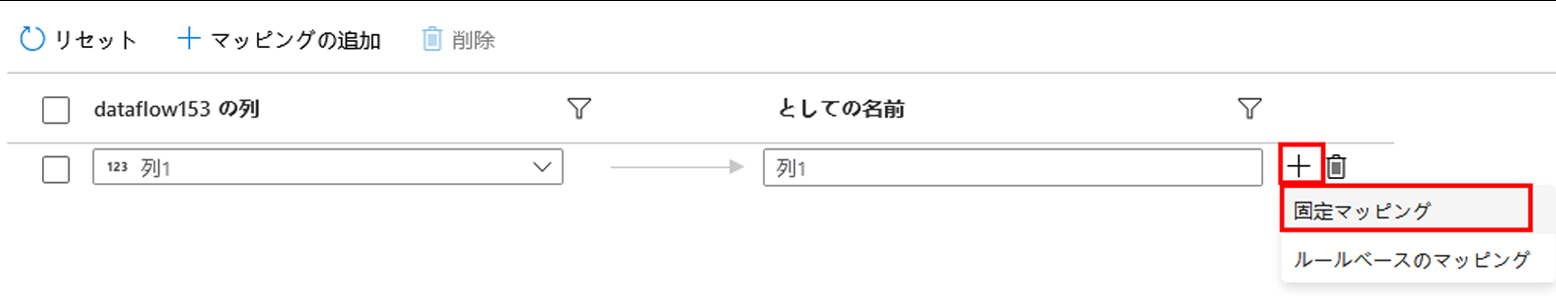 リセット マッピングの追加 削除
dataflow153 の列 としての名前
123 列1 列1
固定マッピング
ルールベースのマッピング